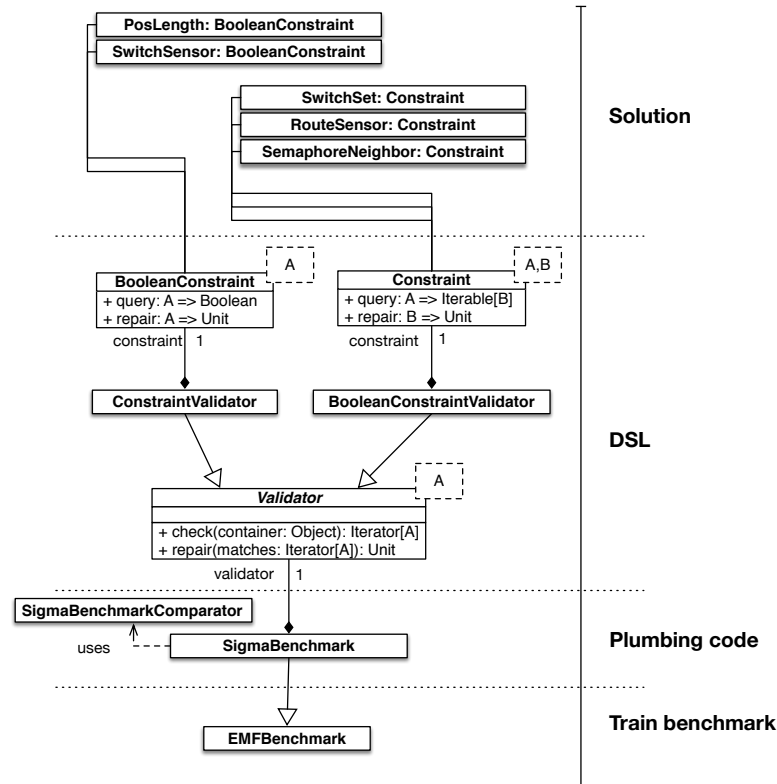 PosLength: BooleanConstraint
SwitchSensor: BooleanConstraint
SwitchSet: Constraint
RouteSensor: Constraint
SemaphoreNeighbor: Constraint
Solution
A
BooleanConstraint
+ query: A => Boolean
+ repair: A => Unit
constraint 1
A,B
Constraint
+ query: A => Iterable[B]
+ repair: B => Unit
constraint 1
ConstraintValidator
BooleanConstraintValidator
DSL
A
Validator
+ check(container: Object): Iterator[A]
+ repair(matches: Iterator[A]): Unit
validator 1
SigmaBenchmarkComparator
uses
SigmaBenchmark
Plumbing code
EMFBenchmark
Train benchmark